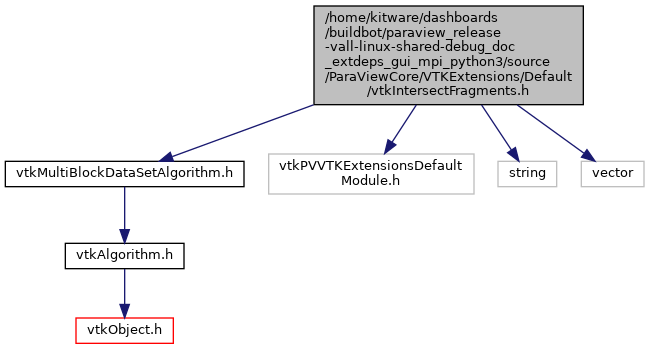 /home/kitware/dashboards
/buildbot/paraview_release
-vall-linux-shared-debug_doc
_extdeps_gui_mpi_python3/source
/ParaViewCore/VTKExtensions/Default
/vtkIntersectFragments.h
vtkMultiBlockDataSetAlgorithm.h
vtkPVVTKExtensionsDefault
Module.h
string
vector
vtkAlgorithm.h
vtkObject.h